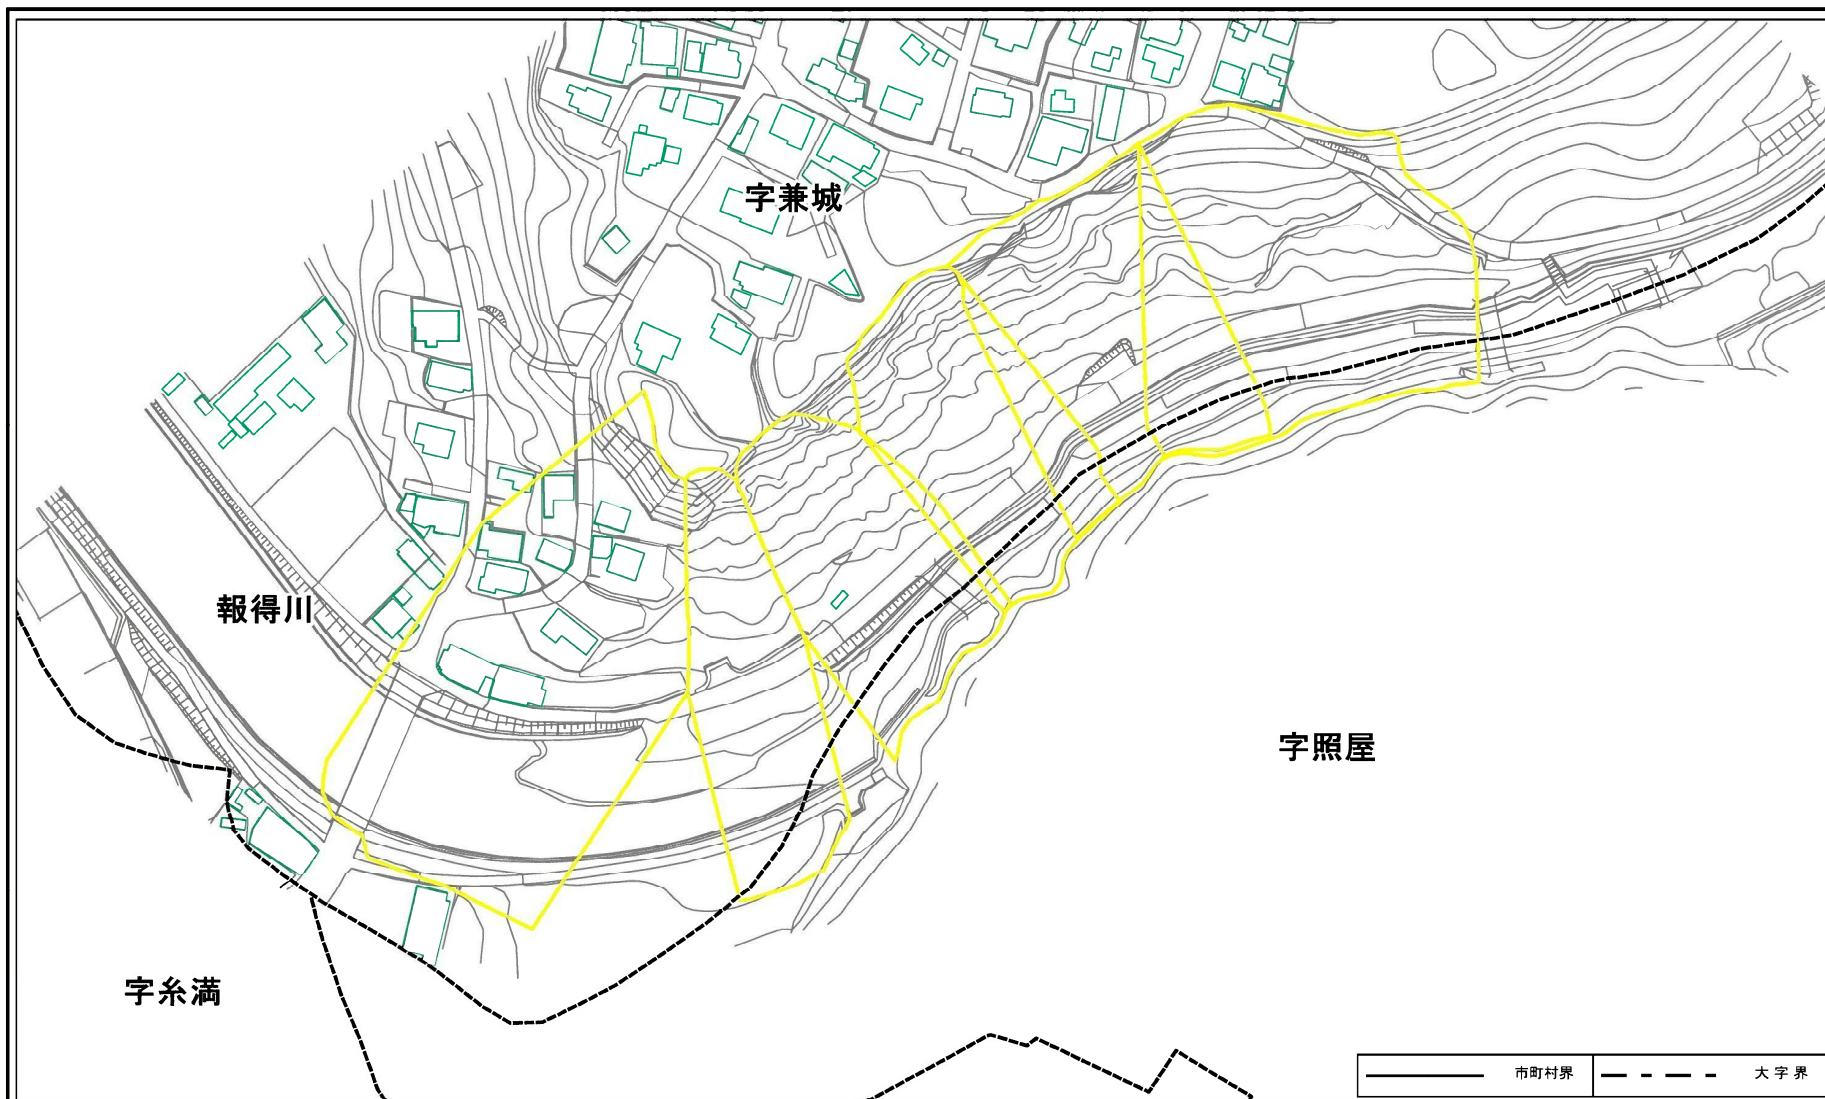 字兼城
報得川
字照屋
字糸満
市町村界 大字界